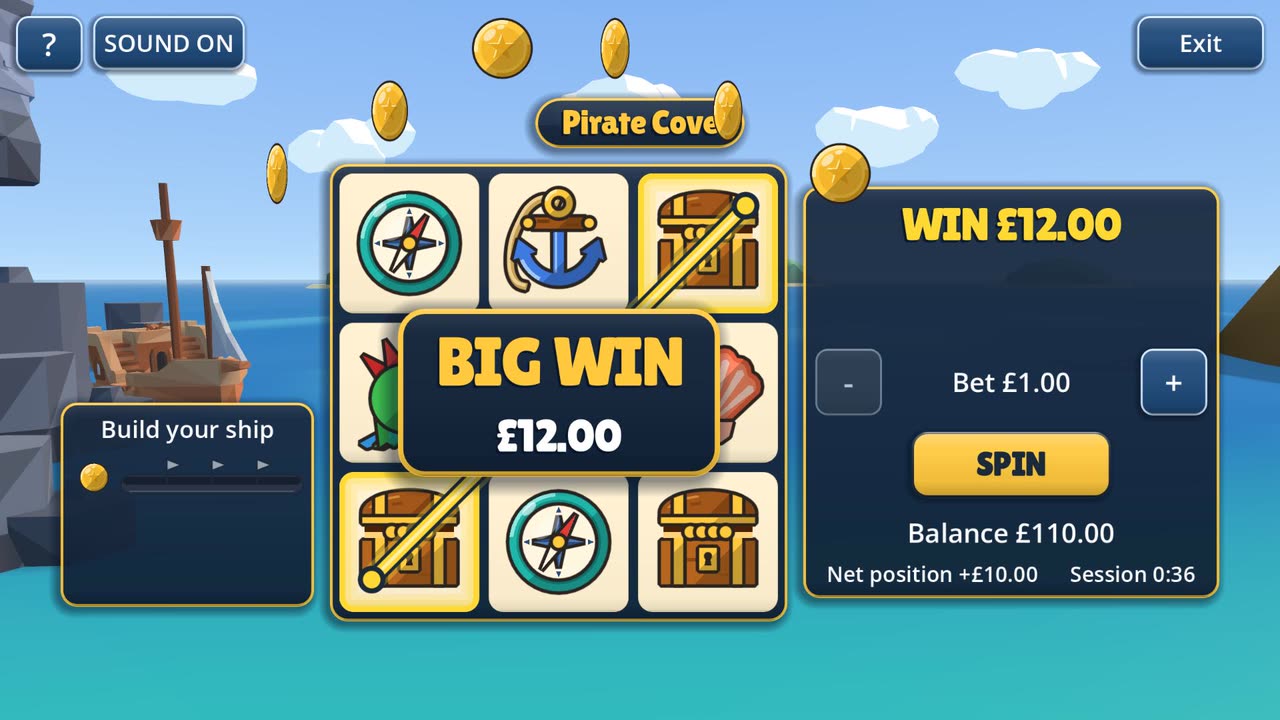 ?
SOUND ON
Exit
Pirate Cove
WIN £12.00
BIG WIN
£12.00
- Bet £1.00 +
Build your ship
SPIN
Balance £110.00
Net position +£10.00 Session 0:36